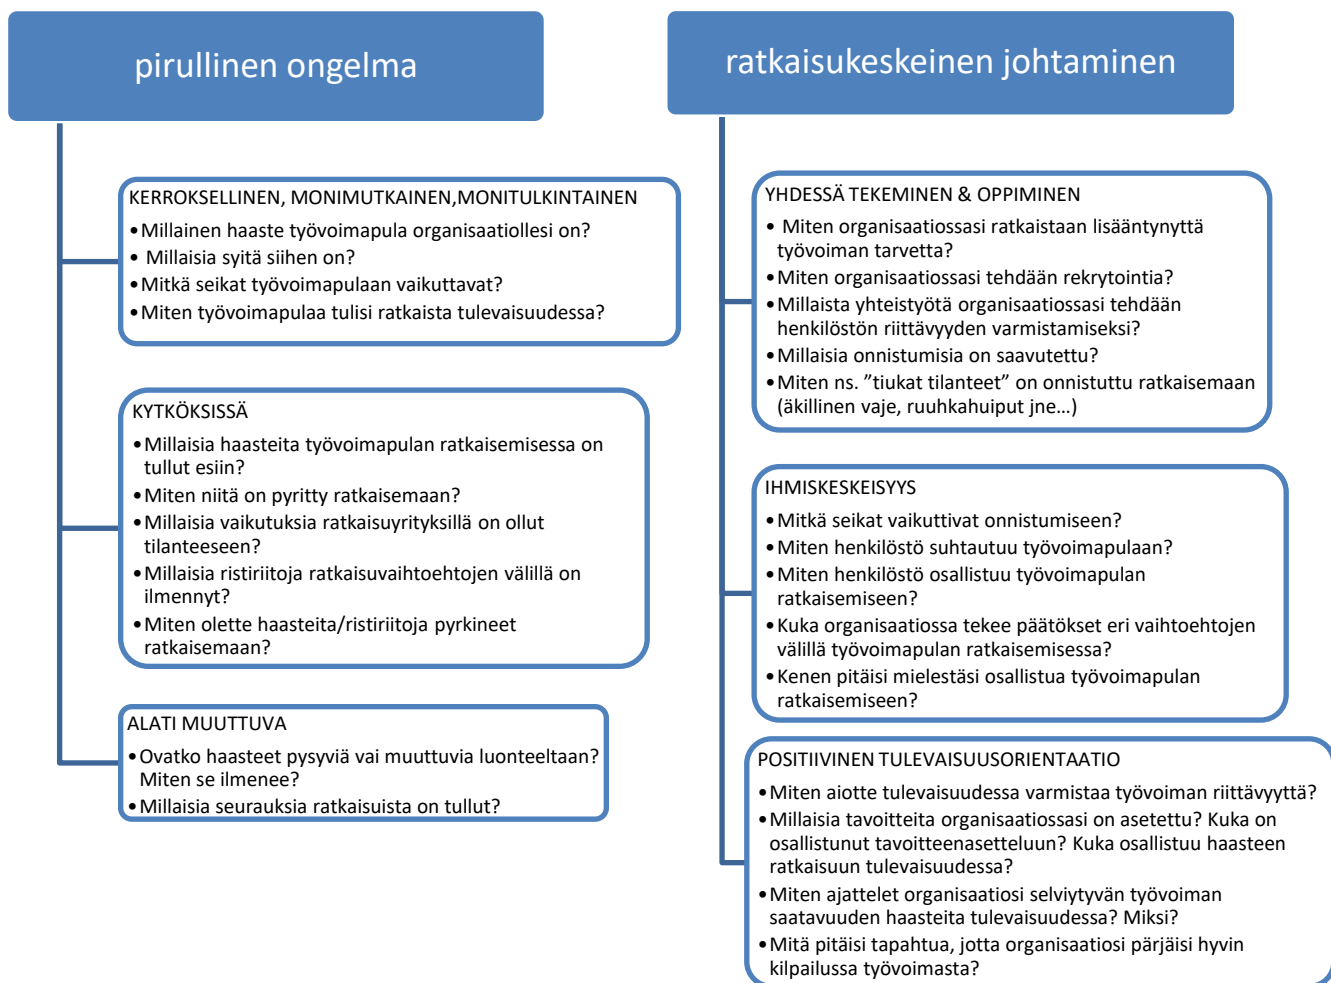 pirullinen ongelma
KERROKSELLINEN, MONIMUTKAINEN,MONITULKINTAINEN
•Millainen haaste työvoimapula organisaatiollesi on?
• Millaisia syitä siihen on?
•Mitkä seikat työvoimapulaan vaikuttavat?
•Miten työvoimapulaa tulisi ratkaista tulevaisuudessa?
KYTKÖKSISSÄ
•Millaisia haasteita työvoimapulan ratkaisemisessa on
tullut esiin?
•Miten niitä on pyritty ratkaisemaan?
•Millaisia vaikutuksia ratkaisuyrityksillä on ollut
tilanteeseen?
•Millaisia ristiriitoja ratkaisuvaihtoehtojen välillä on
ilmennyt?
•Miten olette haasteita/ristiriitoja pyrkineet
ratkaisemaan?
ALATI MUUTTUVA
•Ovatko haasteet pysyviä vai muuttuvia luonteeltaan?
Miten se ilmenee?
•Millaisia seurauksia ratkaisuista on tullut?
ratkaisukeskeinen johtaminen
YHDESSÄ TEKEMINEN & OPPIMINEN
• Miten organisaatiossasi ratkaistaan lisääntynyttä
työvoiman tarvetta?
•Miten organisaatiossasi tehdään rekrytointia?
•Millaista yhteistyötä organisaatiossasi tehdään
henkilöstön riittävyyden varmistamiseksi?
•Millaisia onnistumisia on saavutettu?
•Miten ns. ”tiukat tilanteet” on onnistuttu ratkaisemaan
(äkillinen vaje, ruuhkahuiput jne…)
IHMISKESKEISYYS
•Mitkä seikat vaikuttivat onnistumiseen?
•Miten henkilöstö suhtautuu työvoimapulaan?
•Miten henkilöstö osallistuu työvoimapulan
ratkaisemiseen?
•Kuka organisaatiossa tekee päätökset eri vaihtoehtojen
välillä työvoimapulan ratkaisemisessa?
•Kenen pitäisi mielestäsi osallistua työvoimapulan
ratkaisemiseen?
POSITIIVINEN TULEVAISUUSORIENTAATIO
•Miten aiotte tulevaisuudessa varmistaa työvoiman riittävyyttä?
•Millaisia tavoitteita organisaatiossasi on asetettu? Kuka on
osallistunut tavoitteenasetteluun? Kuka osallistuu haasteen
ratkaisuun tulevaisuudessa?
•Miten ajattelet organisaatiosi selviytyvän työvoiman
saatavuuden haasteita tulevaisuudessa? Miksi?
•Mitä pitäisi tapahtua, jotta organisaatiosi pärjäisi hyvin
kilpailussa työvoimasta?